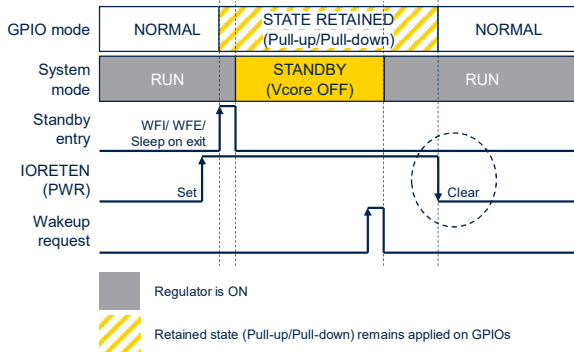 GPIO mode
NORMAL
STATE RETAINED
(Pull-up/Pull-down)
NORMAL
System
mode
RUN
STANDBY
(Vcore OFF)
RUN
Standby
entry
WFI/ WFE/
Sleep on exit
IORETEN
(PWR)
Set
Clear
Wakeup
request
Regulator is ON
Retained state (Pull-up/Pull-down) remains applied on GPIOs